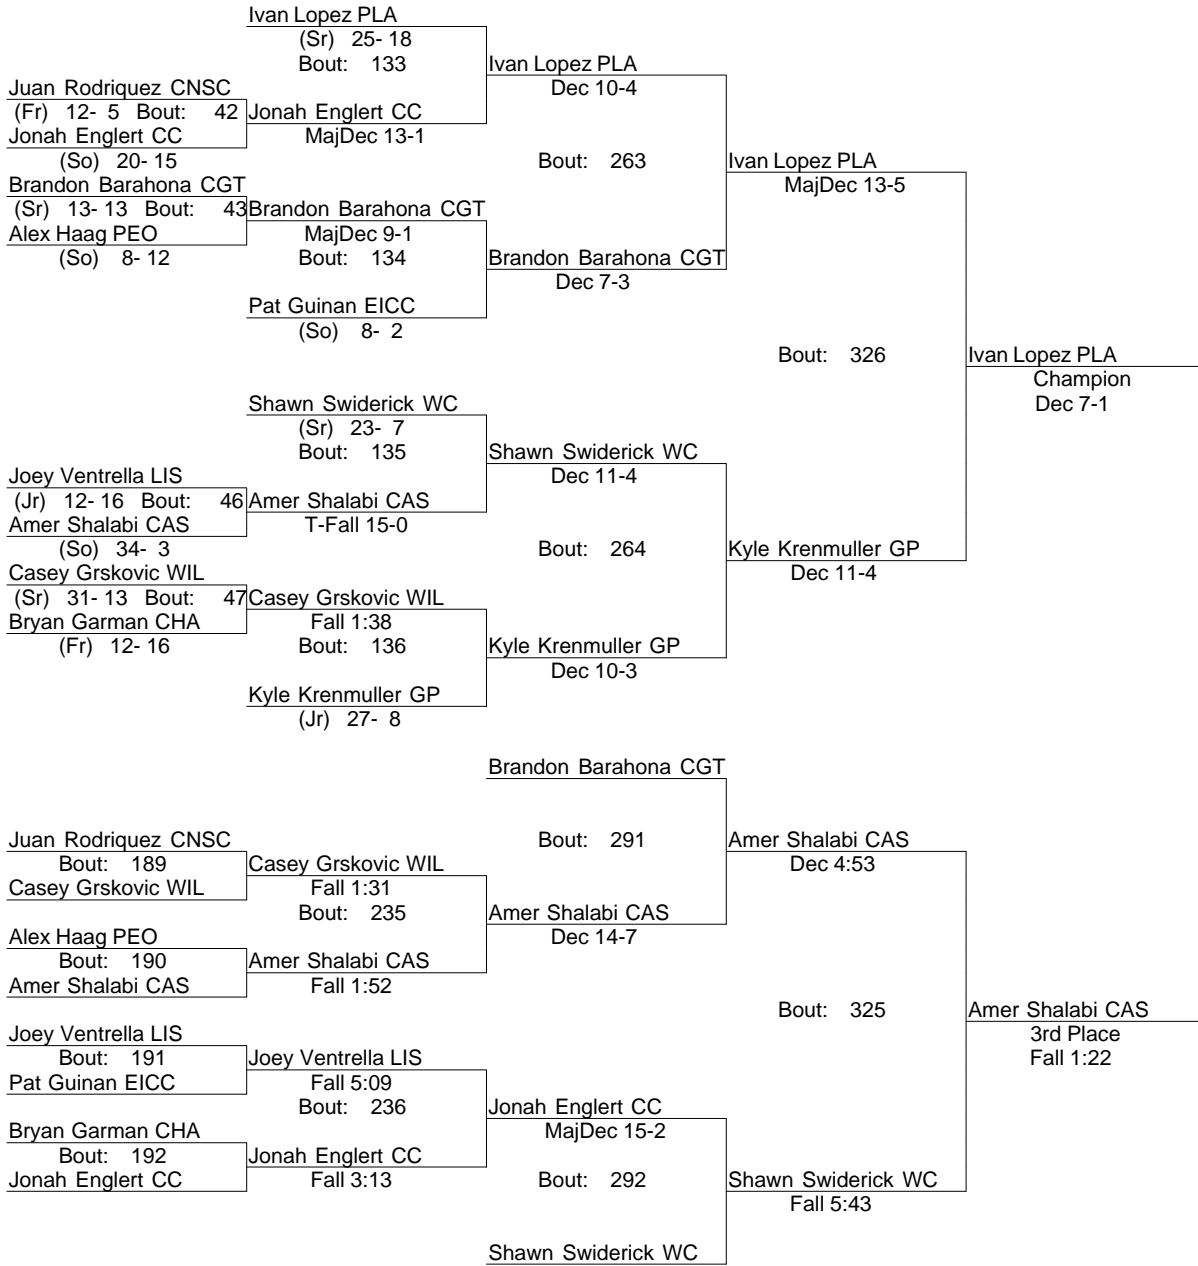 Ivan Lopez PLA
(Sr) 25- 18
Bout: 133
Ivan Lopez PLA
Dec 10-4
Juan Rodriquez CNSC
(Fr) 12- 5 Bout: 42
Jonah Englert CC
Jonah Englert CC
MajDec 13-1
(So) 20- 15
Bout: 263
Ivan Lopez PLA
MajDec 13-5
Brandon Barahona CGT
(Sr) 13- 13 Bout: 43
Brandon Barahona CGT
Alex Haag PEO
MajDec 9-1
(So) 8- 12
Bout: 134
Brandon Barahona CGT
Dec 7-3
Pat Guinan EICC
(So) 8- 2
Bout: 326
Ivan Lopez PLA
Champion
Dec 7-1
Shawn Swiderick WC
(Sr) 23- 7
Bout: 135
Shawn Swiderick WC
Dec 11-4
Joey Ventrella LIS
(Jr) 12- 16 Bout: 46
Amer Shalabi CAS
Amer Shalabi CAS
T-Fall 15-0
(So) 34- 3
Bout: 264
Kyle Krenmuller GP
Dec 11-4
Casey Grskovic WIL
(Sr) 31- 13 Bout: 47
Casey Grskovic WIL
Bryan Garman CHA
Fall 1:38
(Fr) 12- 16
Bout: 136
Kyle Krenmuller GP
Dec 10-3
Kyle Krenmuller GP
(Jr) 27- 8
Brandon Barahona CGT
Bout: 291
Amer Shalabi CAS
Dec 4:53
Juan Rodriquez CNSC
Bout: 189
Casey Grskovic WIL
Casey Grskovic WIL
Fall 1:31
Bout: 235
Amer Shalabi CAS
Dec 14-7
Alex Haag PEO
Bout: 190
Amer Shalabi CAS
Amer Shalabi CAS
Fall 1:52
Bout: 325
Amer Shalabi CAS
3rd Place
Fall 1:22
Joey Ventrella LIS
Bout: 191
Joey Ventrella LIS
Pat Guinan EICC
Fall 5:09
Bout: 236
Jonah Englert CC
MajDec 15-2
Bryan Garman CHA
Bout: 192
Jonah Englert CC
Jonah Englert CC
Fall 3:13
Bout: 292
Shawn Swiderick WC
Fall 5:43
Shawn Swiderick WC